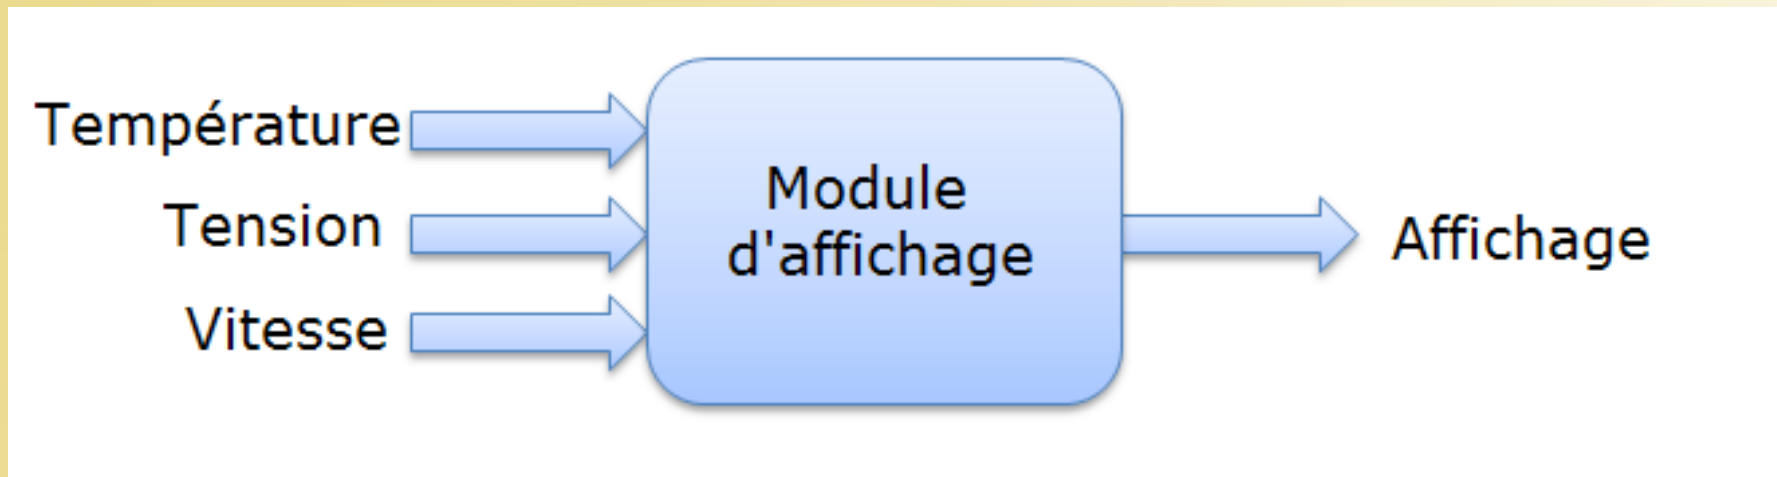 Température
Tension
Vitesse
Module
d'affichage
Affichage